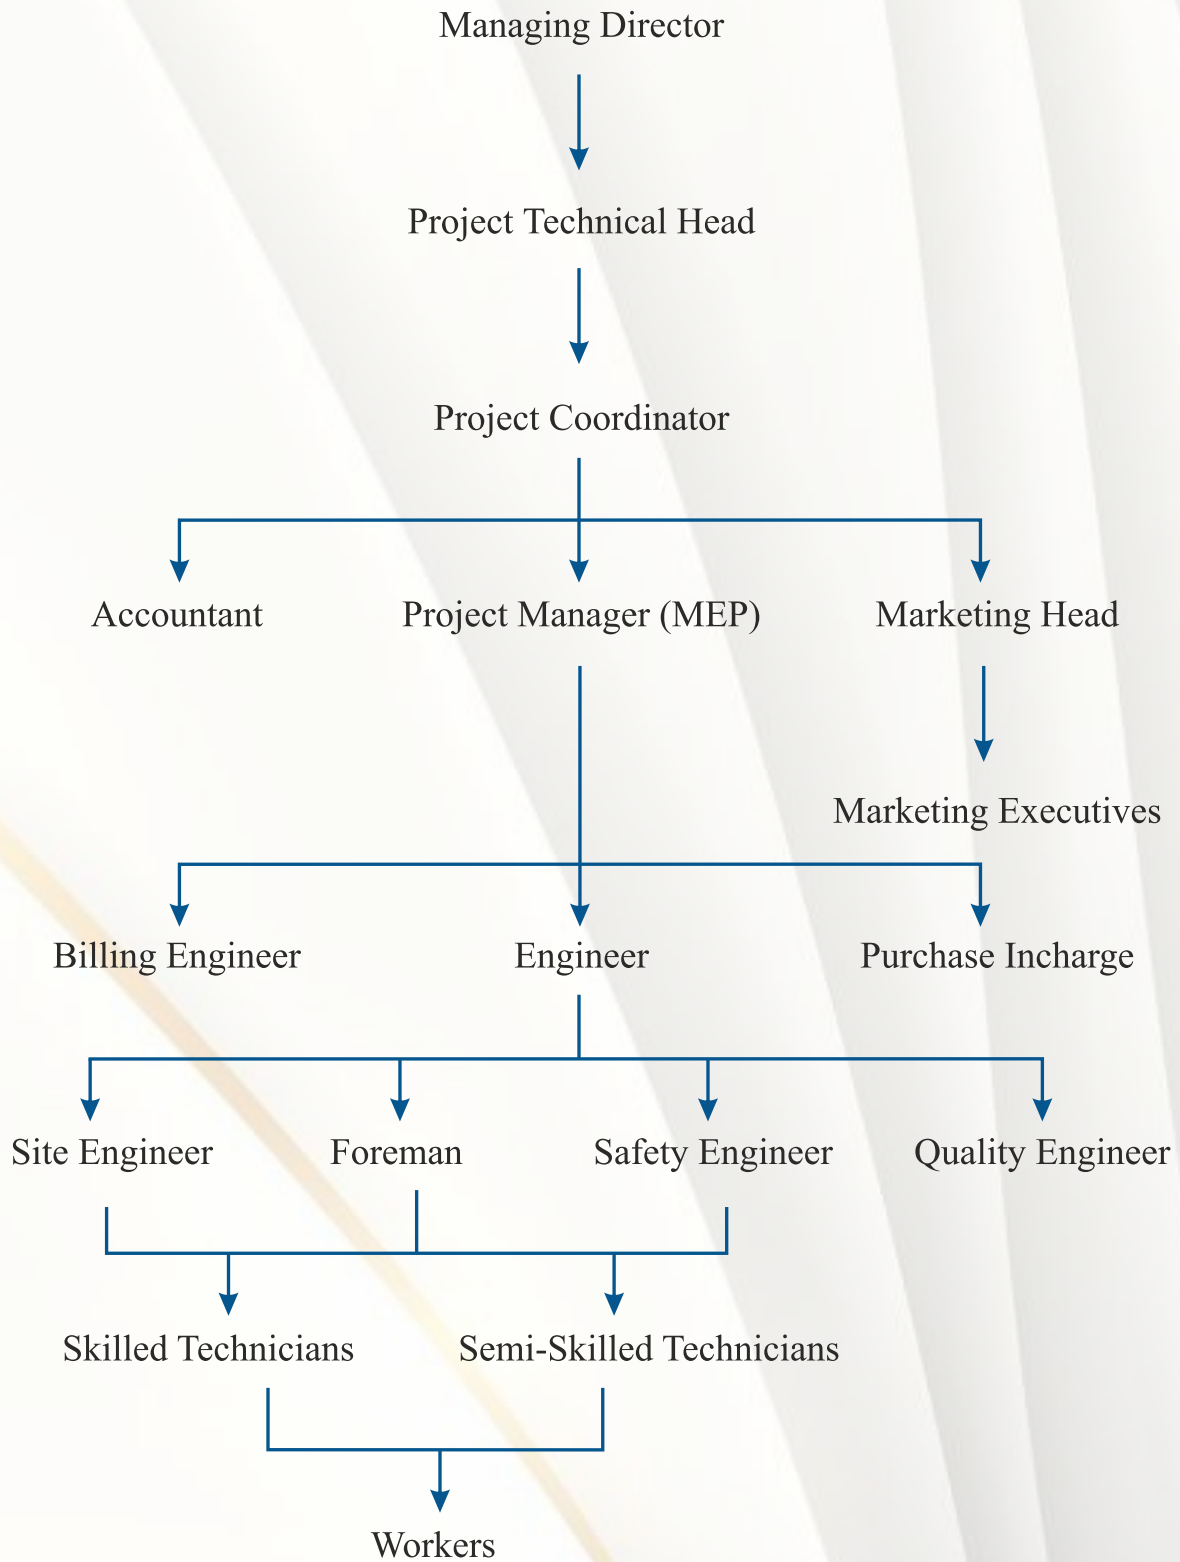 Managing Director
Project Technical Head
Project Coordinator
Accountant
Project Manager (MEP)
Marketing Head
Marketing Executives
Billing Engineer
Engineer
Purchase Incharge
Site Engineer
Foreman
Safety Engineer
Quality Engineer
Skilled Technicians
Semi-Skilled Technicians
Workers